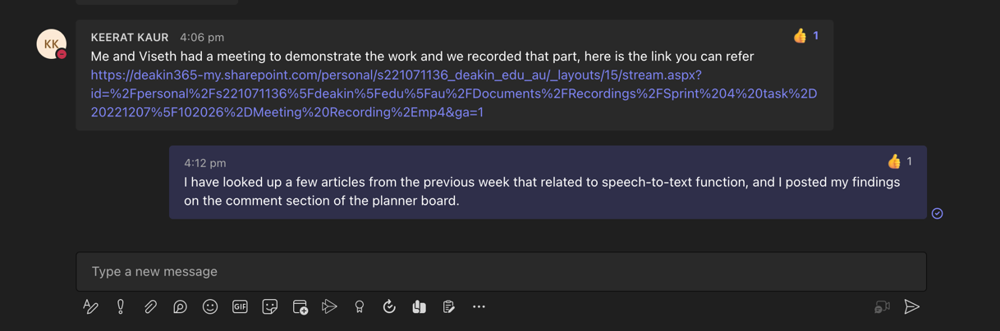 KEERAT KAUR 4:06 pm
👍 1
Me and Viseth had a meeting to demonstrate the work and we recorded that part, here is the link you can refer
https://deakin365-my.sharepoint.com/personal/s221071136_deakin_edu_au/_layouts/15/stream.aspx?
id=%2Fpersonal%2Fs221071136%5Fdeakin%5Fedu%5Fau%2FDocuments%2FRecordings%2FSprint%204%20task%2D
20221207%5F102026%2DMeeting%20Recording%2Emp4&ga=1
KK
4:12 pm
👍 1
I have looked up a few articles from the previous week that related to speech-to-text function, and I posted my findings
on the comment section of the planner board.
Type a new message
GIF